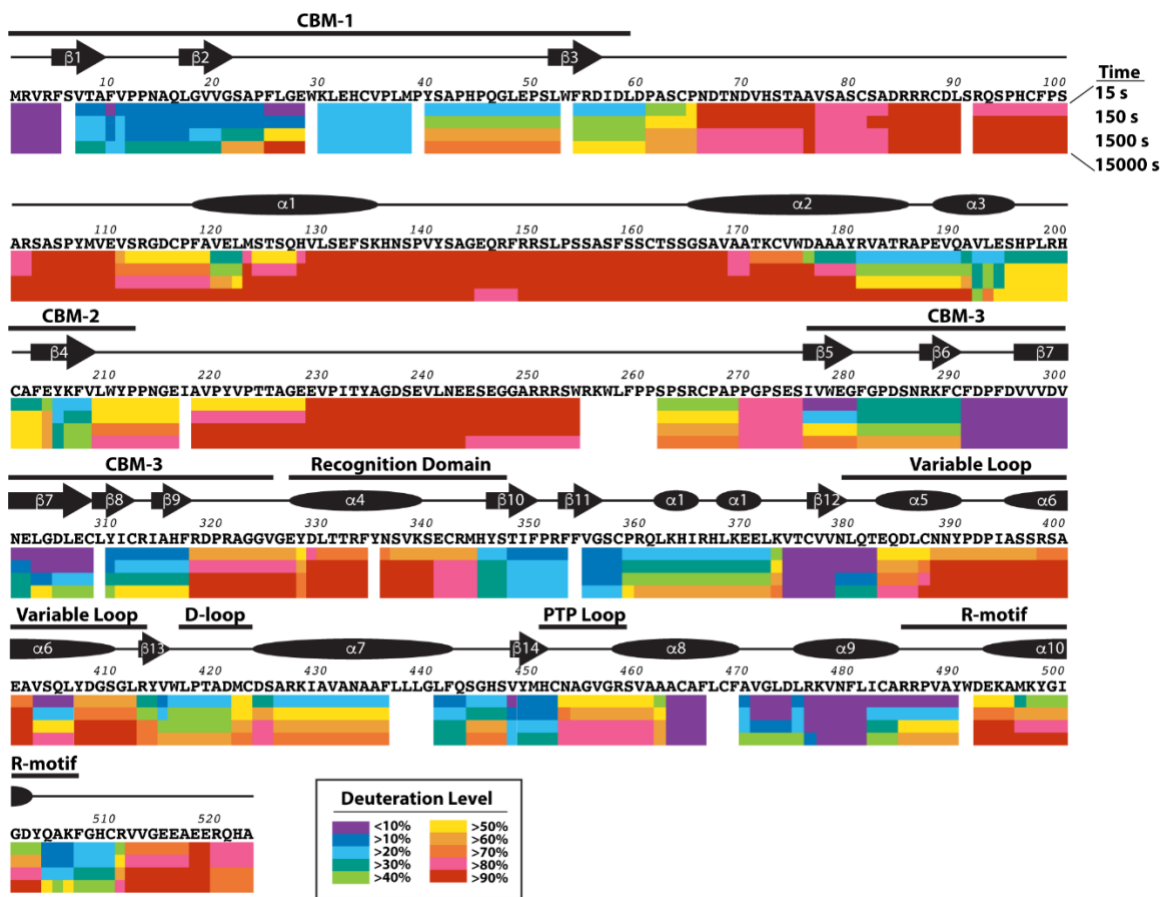 CBM-1
β1 β2 β3
10 20 30 40 50 60 70 80 90 100
MRVRFSVTAFVPPNAQLGVVGSAPFLGEWKLEHCVPLMPYSAPHPQGLEPSLWFRDIDLDPASCPNDTNDVHSTAAVSASCSADRRRCDLSRQSPHCFPS
Time
15 s
150 s
1500 s
15000 s
α1 α2 α3
110 120 130 140 150 160 170 180 190 200
ARSASPYMVEVSRGDCPFAVELMSTSQHVLSEFSKHNSPVYSAGEQRFRRSLPSSASFSSCTSSGSAVAATKCVWDAAAYRVATRAPEVQAVLESHPLRH
CBM-2 CBM-3
β4 β5 β6 β7
210 220 230 240 250 260 270 280 290 300
CAFEYKFVLWYPPNGEIAVPYVPTTAGEEVPITYAGDSEVLNEESEGGARRRSWRKWLFPPSPSRCPAPPGPSESIVWEGFGPDSNRKFCFDPFDVVVDV
CBM-3 Recognition Domain Variable Loop
β7 β8 β9 α4 β10 β11 α1 α1 β12 α5 α6
310 320 330 340 350 360 370 380 390 400
NELGDLECLYICRIAHFRDPRAGGVGEYDLTTRFYNSVKSECRMHYSTIFPRFFVGSCPRQLKHIRHLKEELKVTCVVNLQTEQDLCNNYPDPIASSRSA
Variable Loop D-loop PTP Loop R-motif
α6 β13 α7 β14 α8 α9 α10
410 420 430 440 450 460 470 480 490 500
EAVSQLYDGSGLRYVWLPTADMCDSARKIAVANAAFLLLGLFQSGHSVYMHCNAGVGRSVAAACAFLCFAVGLDLRKVNFLICARRPVAYWDEKAMKYGI
R-motif
510 520
GDYQAKFGHCRVVGEEAEERQHA
Deuteration Level
<10% >50%
>10% >60%
>20% >70%
>30% >80%
>40% >90%